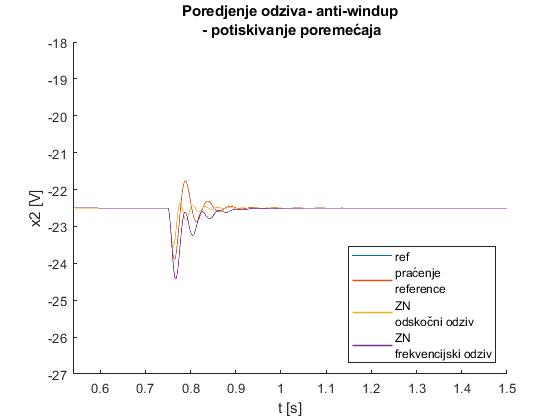 Poredjenje odziva- anti-windup
- potiskivanje poremećaja
-18
-19
-20
-21
-22
-23
-24
-25
-26
-27
x2 [V]
ref
praćenje
reference
ZN
odskočni odziv
ZN
frekvencijski odziv
0.6 0.7 0.8 0.9 1 1.1 1.2 1.3 1.4 1.5
t [s]